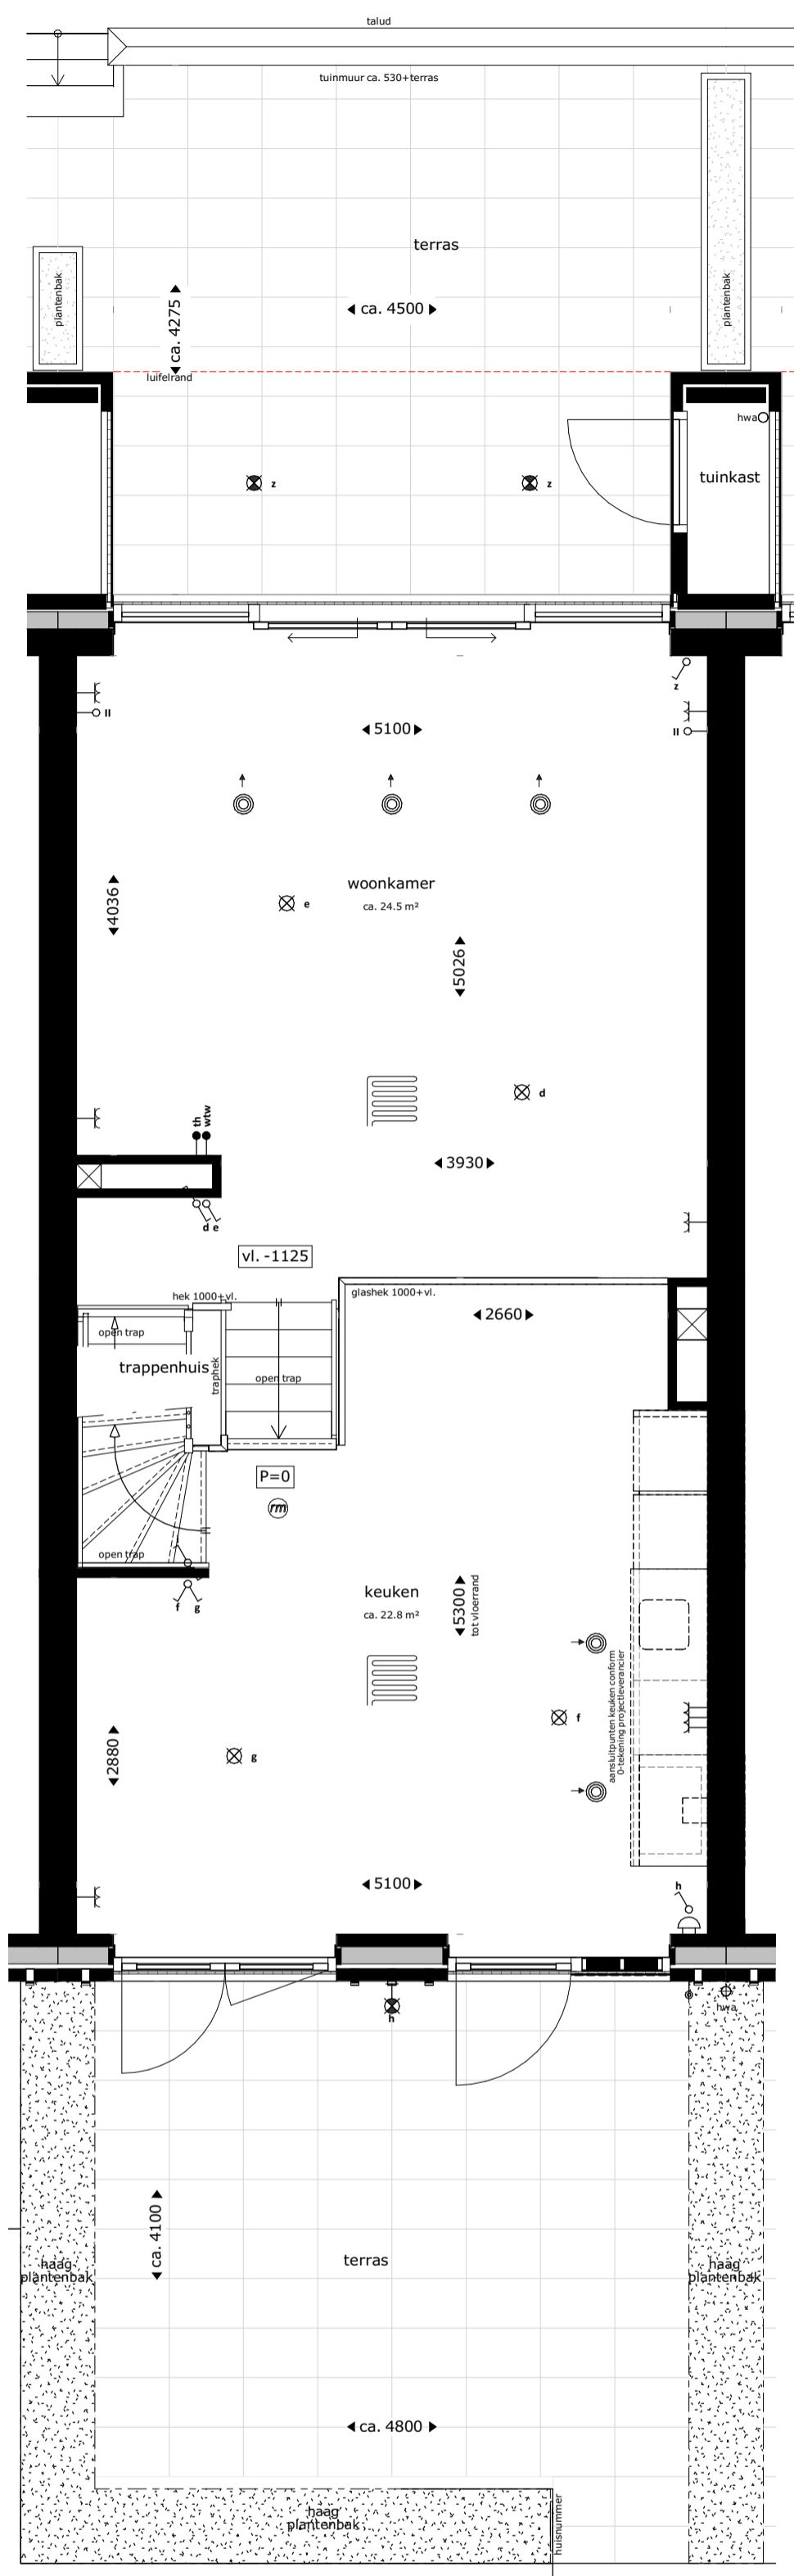 talud
tuinmuur ca. 530+terras
terras
plantenbak
plantenbak
ca. 4275
ca. 4500
luifelrand
hwa
tuinkast
z
z
z
II
II
5100
woonkamer
ca. 24.5 m²
4036
e
5026
d
th
wtw
3930
d e
vl. -1125
hek 1000+vl.
glashek 1000+vl.
2660
open trap
trappenhuis
traphek
open trap
P=0
rm
open trap
f g
keuken
ca. 22.8 m²
5300
tot vloerrand
aansluitpunten keuken conform
0-tekening projectleverancier
f
g
2880
5100
h
h
hwa
ca. 4100
terras
haag
plantenbak
haag
plantenbak
ca. 4800
haag
plantenbak
huisnummer